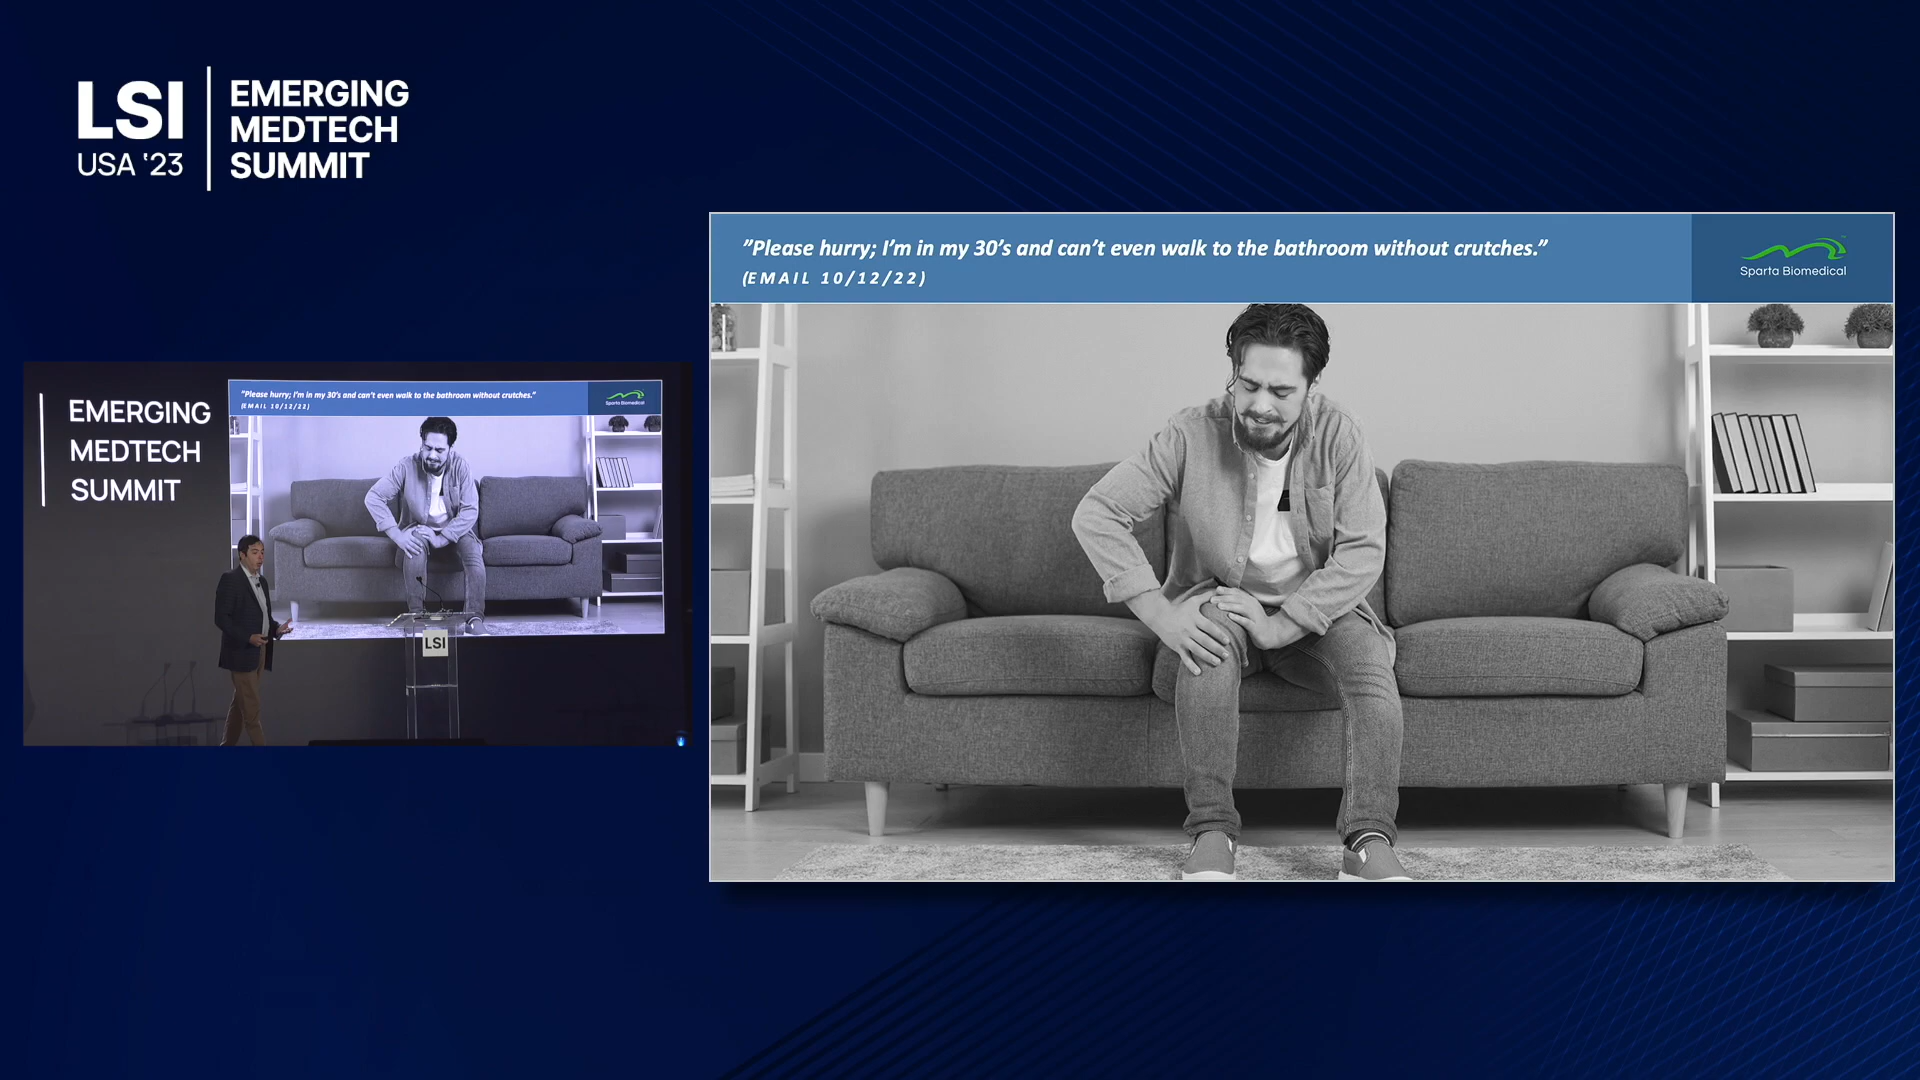 LSI
USA '23
EMERGING
MEDTECH
SUMMIT
"Please hurry; I'm in my 30's and can't even walk to the bathroom without crutches."
(EMAIL 10/12/22)
Sparta Biomedical
EMERGING
MEDTECH
SUMMIT
"Please hurry; I'm in my 30's and can't even walk to the bathroom without crutches."
(EMAIL 10/12/22)
Sparta Biomedical
LSI